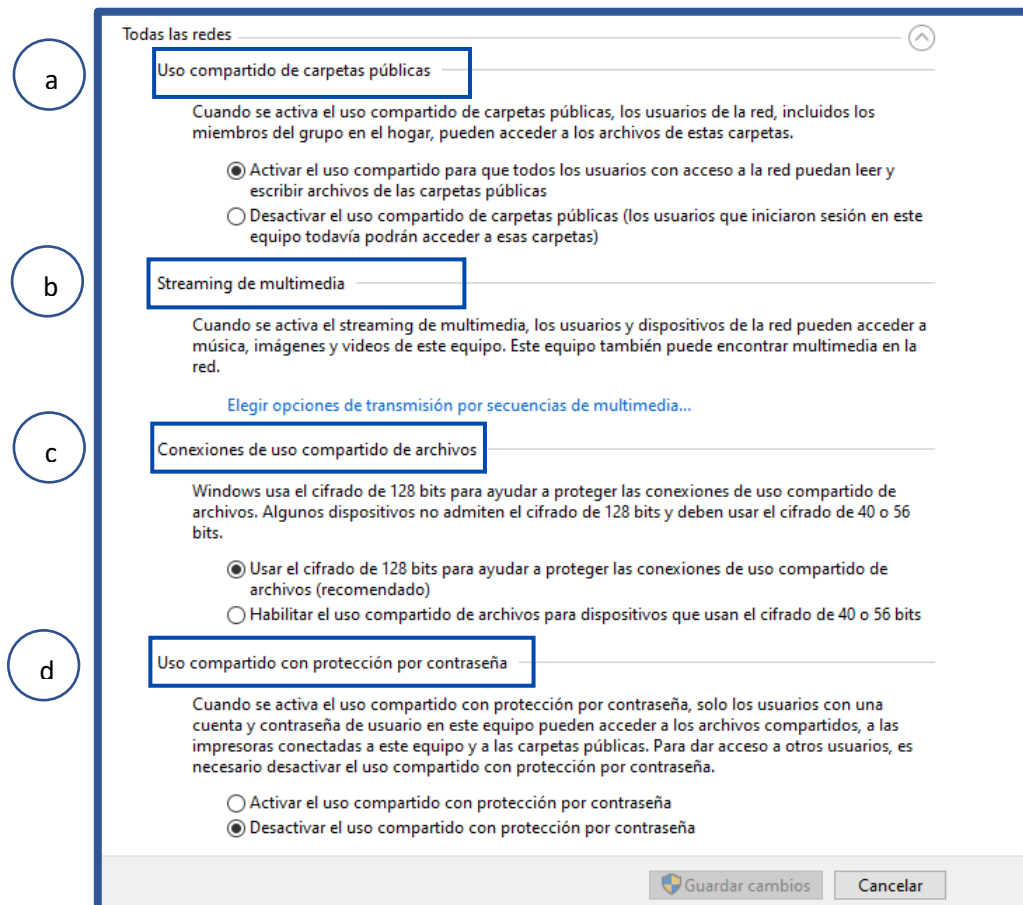 Todas las redes
a
Uso compartido de carpetas públicas
Cuando se activa el uso compartido de carpetas públicas, los usuarios de la red, incluidos los
miembros del grupo en el hogar, pueden acceder a los archivos de estas carpetas.
Activar el uso compartido para que todos los usuarios con acceso a la red puedan leer y
escribir archivos de las carpetas públicas
Desactivar el uso compartido de carpetas públicas (los usuarios que iniciaron sesión en este
equipo todavía podrán acceder a esas carpetas)
b
Streaming de multimedia
Cuando se activa el streaming de multimedia, los usuarios y dispositivos de la red pueden acceder a
música, imágenes y videos de este equipo. Este equipo también puede encontrar multimedia en la
red.
Elegir opciones de transmisión por secuencias de multimedia...
c
Conexiones de uso compartido de archivos
Windows usa el cifrado de 128 bits para ayudar a proteger las conexiones de uso compartido de
archivos. Algunos dispositivos no admiten el cifrado de 128 bits y deben usar el cifrado de 40 o 56
bits.
Usar el cifrado de 128 bits para ayudar a proteger las conexiones de uso compartido de
archivos (recomendado)
Habilitar el uso compartido de archivos para dispositivos que usan el cifrado de 40 o 56 bits
d
Uso compartido con protección por contraseña
Cuando se activa el uso compartido con protección por contraseña, solo los usuarios con una
cuenta y contraseña de usuario en este equipo pueden acceder a los archivos compartidos, a las
impresoras conectadas a este equipo y a las carpetas públicas. Para dar acceso a otros usuarios, es
necesario desactivar el uso compartido con protección por contraseña.
Activar el uso compartido con protección por contraseña
Desactivar el uso compartido con protección por contraseña
Guardar cambios
Cancelar